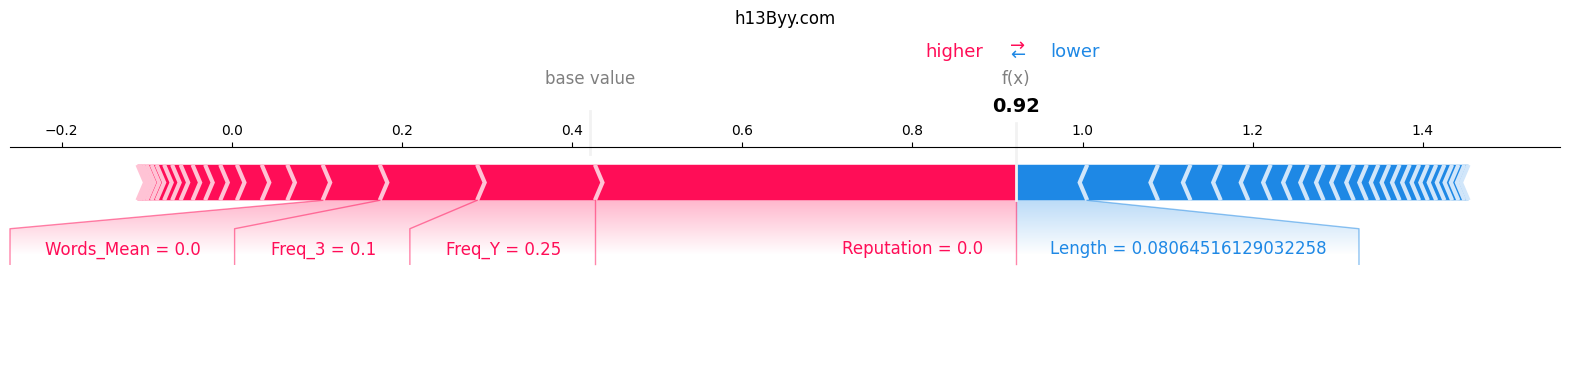 h13Byy.com
higher ⇄ lower
base value f(x)
0.92
−0.2 0.0 0.2 0.4 0.6 0.8 1.0 1.2 1.4
Words_Mean = 0.0 Freq_3 = 0.1 Freq_Y = 0.25 Reputation = 0.0 Length = 0.08064516129032258